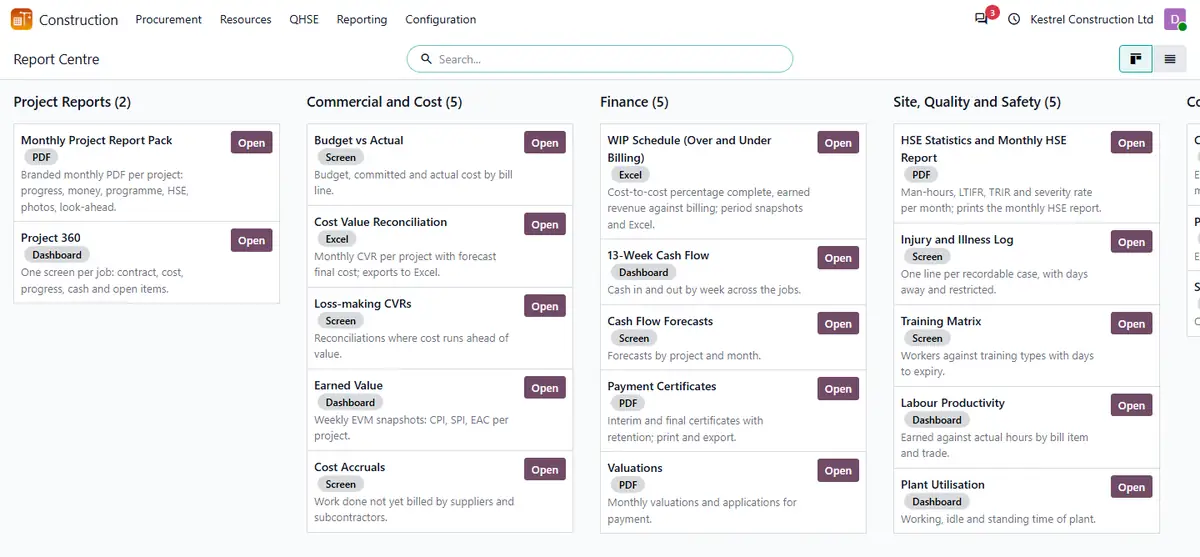 Construction Procurement Resources QHSE Reporting Configuration 3 Kestrel Construction Ltd D
Report Centre
Search...
Project Reports (2)
Monthly Project Report Pack
Open
PDF
Branded monthly PDF per project:
progress, money, programme, HSE,
photos, look-ahead.
Project 360
Open
Dashboard
One screen per job: contract, cost,
progress, cash and open items.
Commercial and Cost (5)
Budget vs Actual
Open
Screen
Budget, committed and actual cost by bill
line.
Cost Value Reconciliation
Open
Excel
Monthly CVR per project with forecast
final cost; exports to Excel.
Loss-making CVRs
Open
Screen
Reconciliations where cost runs ahead of
value.
Earned Value
Open
Dashboard
Weekly EVM snapshots: CPI, SPI, EAC per
project.
Cost Accruals
Open
Screen
Work done not yet billed by suppliers and
subcontractors.
Finance (5)
WIP Schedule (Over and Under
Billing)
Open
Excel
Cost-to-cost percentage complete, earned
revenue against billing; period snapshots
and Excel.
13-Week Cash Flow
Open
Dashboard
Cash in and out by week across the jobs.
Cash Flow Forecasts
Open
Screen
Forecasts by project and month.
Payment Certificates
Open
PDF
Interim and final certificates with
retention; print and export.
Valuations
Open
PDF
Monthly valuations and applications for
payment.
Site, Quality and Safety (5)
HSE Statistics and Monthly HSE
Report
Open
PDF
Man-hours, LTIFR, TRIR and severity rate
per month; prints the monthly HSE report.
Injury and Illness Log
Open
Screen
One line per recordable case, with days
away and restricted.
Training Matrix
Open
Screen
Workers against training types with days
to expiry.
Labour Productivity
Open
Dashboard
Earned against actual hours by bill item
and trade.
Plant Utilisation
Open
Dashboard
Working, idle and standing time of plant.